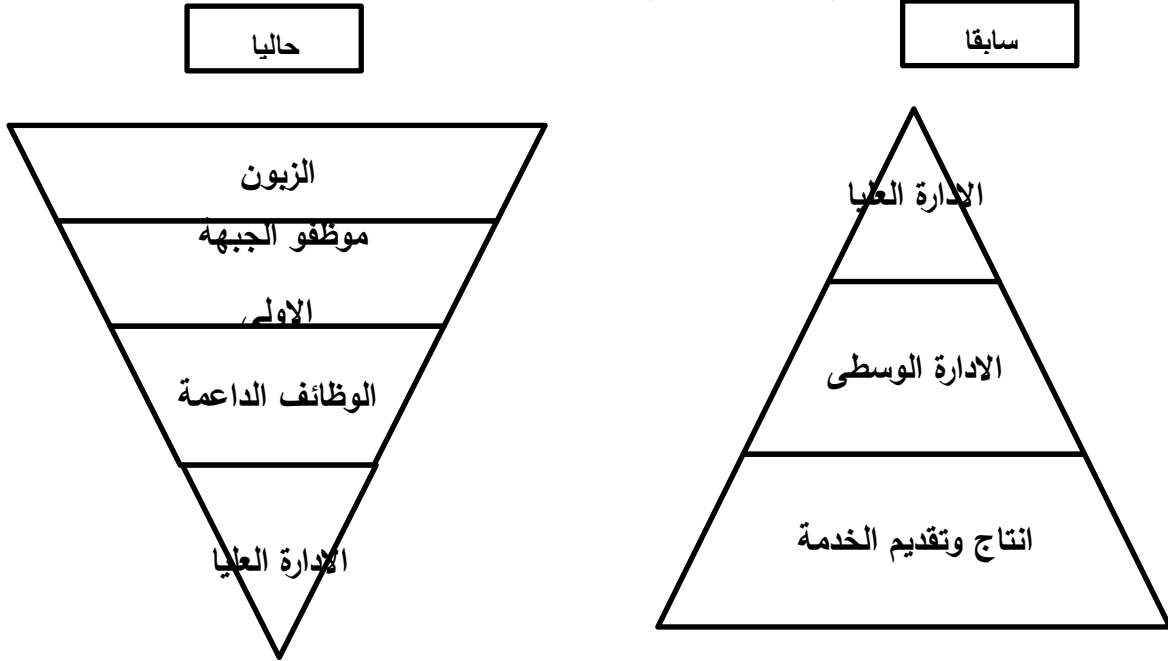 سابقا
الادارة العليا
الادارة الوسطى
انتاج وتقديم الخدمة
حاليا
الزبون
موظفو الجبهة
الاولى
الوظائف الداعمة
الادارة العليا